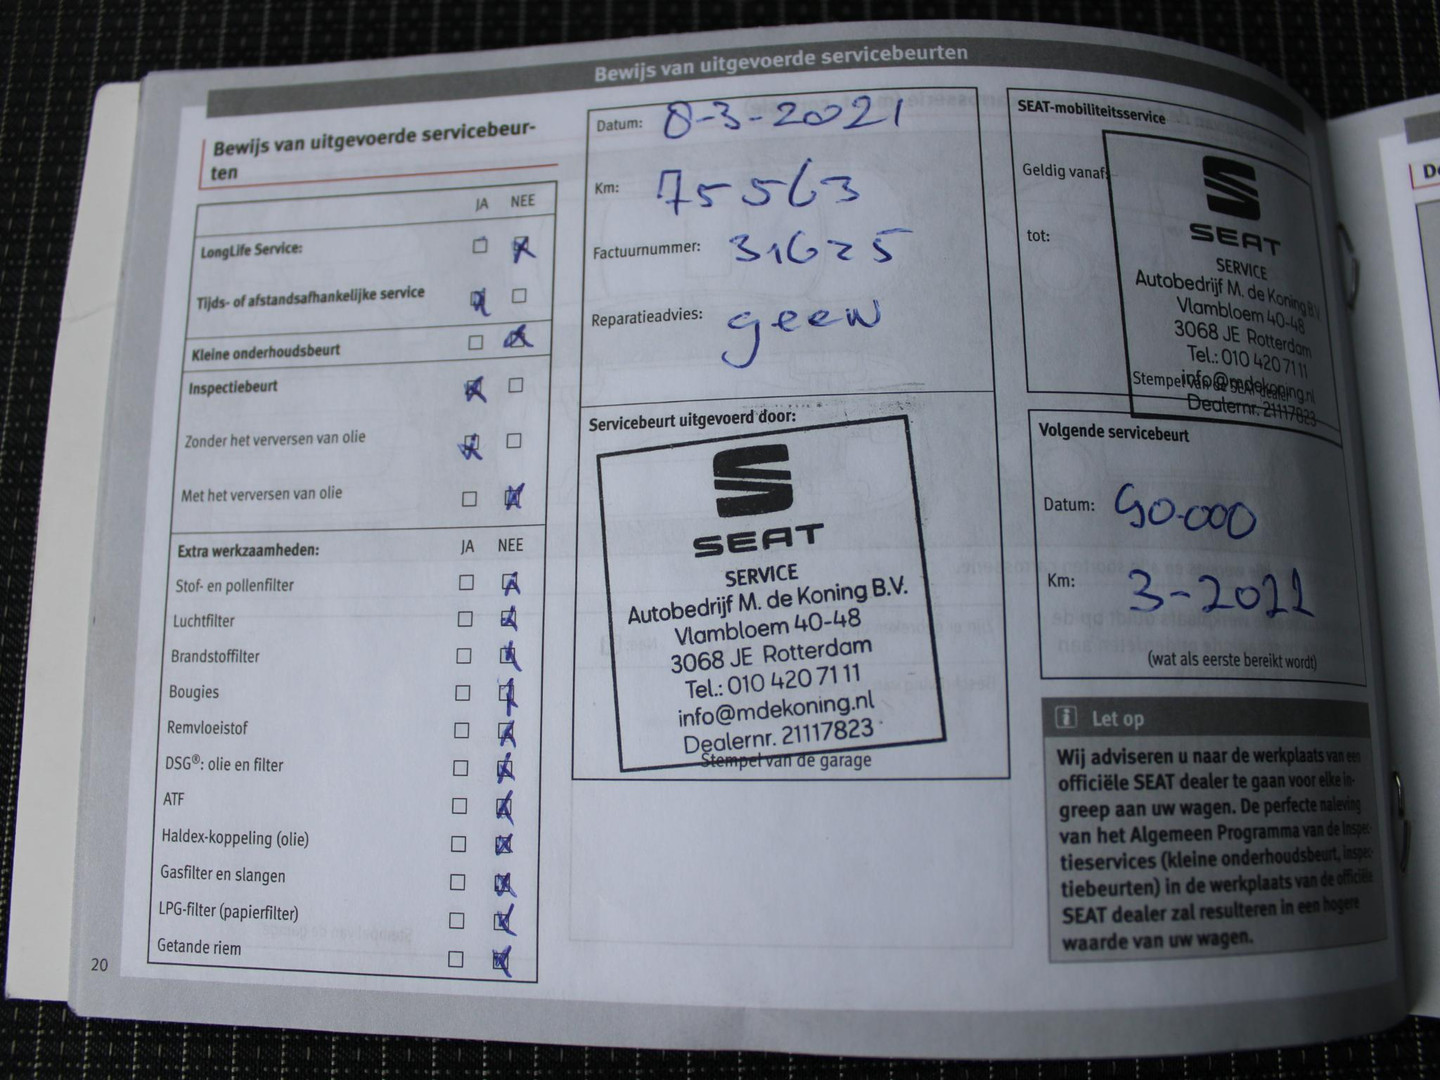 Bewijs van uitgevoerde servicebeurten
Bewijs van uitgevoerde servicebeur-
ten
JA NEE
LongLife Service:
Tijds- of afstandsafhankelijke service
Kleine onderhoudsbeurt
Inspectiebeurt
Zonder het verversen van olie
Met het verversen van olie
Extra werkzaamheden: JA NEE
Stof- en pollenfilter
Luchtfilter
Brandstoffilter
Bougies
Remvloeistof
DSG®: olie en filter
ATF
Haldex-koppeling (olie)
Gasfilter en slangen
LPG-filter (papierfilter)
Getande riem
20
Datum: 8-3-2021
Km: 75563
Factuurnummer: 31625
Reparatieadvies: geen
Servicebeurt uitgevoerd door:
SEAT
SERVICE
Autobedrijf M. de Koning B.V.
Vlambloem 40-48
3068 JE Rotterdam
Tel.: 010 420 71 11
info@mdekoning.nl
Dealernr. 21117823
Stempel van de garage
SEAT-mobiliteitsservice
Geldig vanaf:
tot:
SEAT
SERVICE
Autobedrijf M. de Koning B.V.
Vlambloem 40-48
3068 JE Rotterdam
Tel.: 010 420 71 11
info@mdekoning.nl
Stempel van de SEAT dealer
Dealernr. 21117823
Volgende servicebeurt
Datum: 90.000
Km: 3-2022
(wat als eerste bereikt wordt)
i Let op
Wij adviseren u naar de werkplaats van een
officiële SEAT dealer te gaan voor elke in-
greep aan uw wagen. De perfecte naleving
van het Algemeen Programma van de Inspec-
tieservices (kleine onderhoudsbeurt, inspec-
tiebeurten) in de werkplaats van de officiële
SEAT dealer zal resulteren in een hogere
waarde van uw wagen.